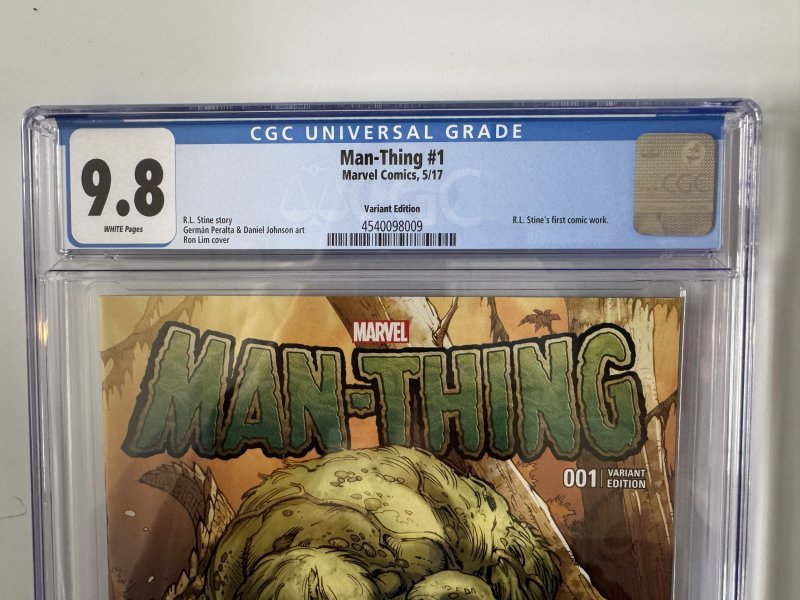 CGC UNIVERSAL GRADE
9.8
WHITE Pages
Man-Thing #1
Marvel Comics, 5/17
Variant Edition
4540098009
R.L. Stine story
Germán Peralta & Daniel Johnson art
Ron Lim cover
R.L. Stine's first comic work.
CGC
MARVEL
MAN-THING
001 VARIANT
EDITION